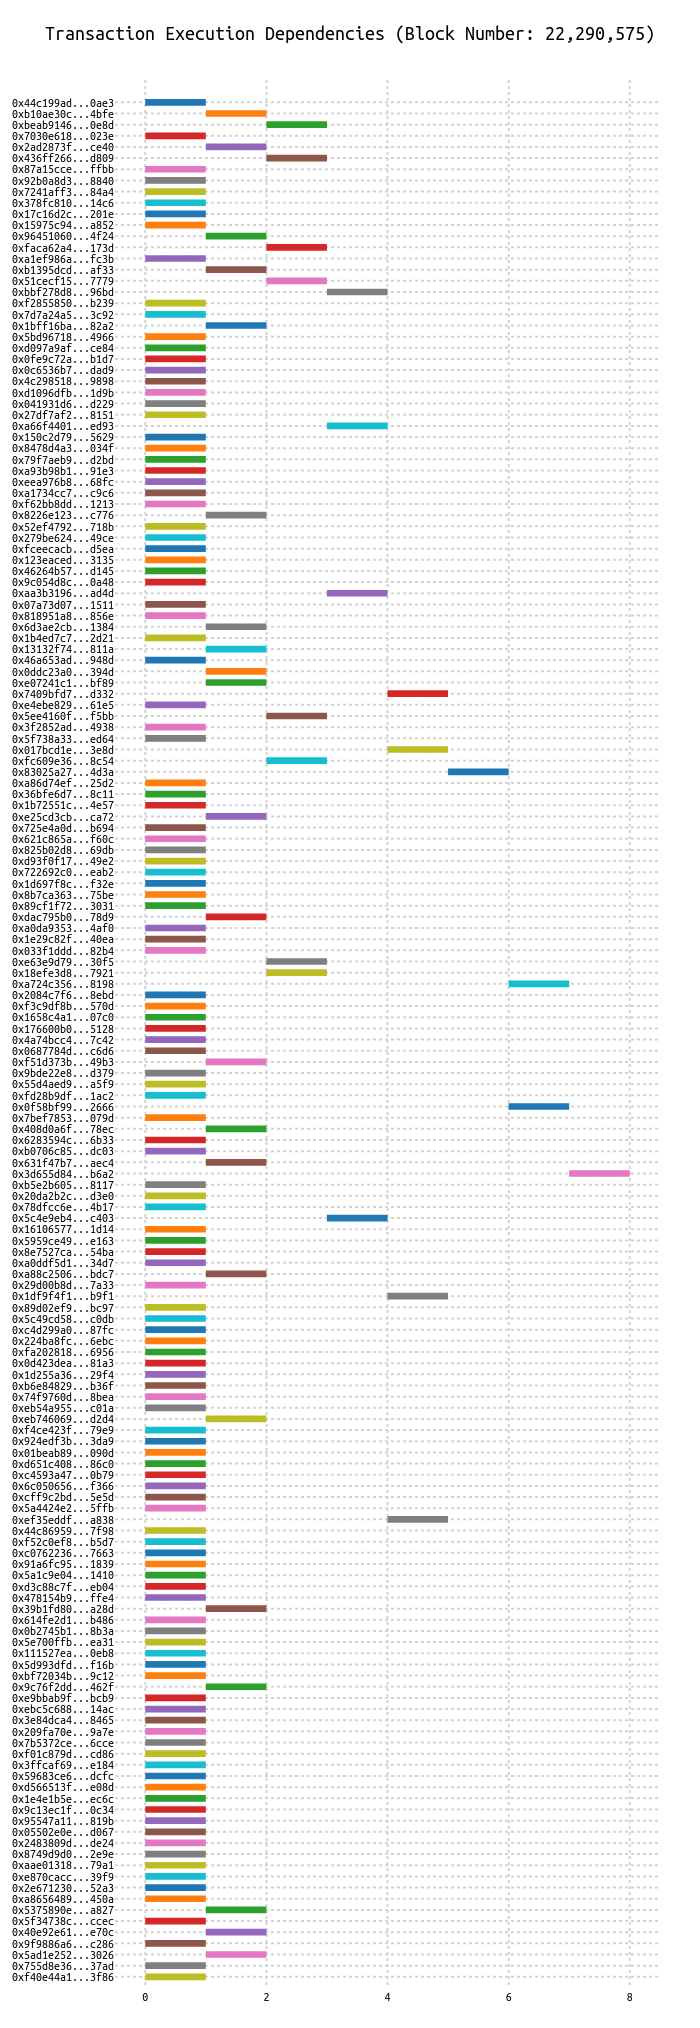 Transaction Execution Dependencies (Block Number: 22,290,575)
0x44c199ad...0ae3
0xb10ae30c...4bfe
0xbeab9146...0e8d
0x7030e618...023e
0x2ad2873f...ce40
0x436ff266...d809
0x87a15cce...ffbb
0x92b0a8d3...8840
0x7241aff3...84a4
0x378fc810...14c6
0x17c16d2c...201e
0x15975c94...a852
0x96451060...4f24
0xfaca62a4...173d
0xa1ef986a...fc3b
0xb1395dcd...af33
0x51cecf15...7779
0xbbf278d8...96bd
0xf2855850...b239
0x7d7a24a5...3c92
0x1bff16ba...82a2
0x5bd96718...4966
0xd097a9af...ce84
0x0fe9c72a...b1d7
0x0c6536b7...dad9
0x4c298518...9898
0xd1096dfb...1d9b
0x041931d6...d229
0x27df7af2...8151
0xa66f4401...ed93
0x150c2d79...5629
0x8478d4a3...034f
0x79f7aeb9...d2bd
0xa93b98b1...91e3
0xeea976b8...68fc
0xa1734cc7...c9c6
0xf62bb8dd...1213
0x8226e123...c776
0x52ef4792...718b
0x279be624...49ce
0xfceecacb...d5ea
0x123eaced...3135
0x46264b57...d145
0x9c054d8c...0a48
0xaa3b3196...ad4d
0x07a73d07...1511
0x818951a8...856e
0x6d3ae2cb...1384
0x1b4ed7c7...2d21
0x13132f74...811a
0x46a653ad...948d
0x0ddc23a0...394d
0xe07241c1...bf89
0x7409bfd7...d332
0xe4ebe829...61e5
0x5ee4160f...f5bb
0x3f2852ad...4938
0x5f738a33...ed64
0x017bcd1e...3e8d
0xfc609e36...8c54
0x83025a27...4d3a
0xa86d74ef...25d2
0x36bfe6d7...8c11
0x1b72551c...4e57
0xe25cd3cb...ca72
0x725e4a0d...b694
0x621c865a...f60c
0x825b02d8...69db
0xd93f0f17...49e2
0x722692c0...eab2
0x1d697f8c...f32e
0x8b7ca363...75be
0x89cf1f72...3031
0xdac795b0...78d9
0xa0da9353...4af0
0x1e29c82f...40ea
0x033f1ddd...82b4
0xe63e9d79...30f5
0x18efe3d8...7921
0xa724c356...8198
0x2084c7f6...8ebd
0xf3c9df8b...570d
0x1658c4a1...07c0
0x176600b0...5128
0x4a74bcc4...7c42
0x0687784d...c6d6
0xf51d373b...49b3
0x9bde22e8...d379
0x55d4aed9...a5f9
0xfd28b9df...1ac2
0x0f58bf99...2666
0x7bef7853...079d
0x408d0a6f...78ec
0x6283594c...6b33
0xb0706c85...dc03
0x631f47b7...aec4
0x3d655d84...b6a2
0xb5e2b605...8117
0x20da2b2c...d3e0
0x78dfcc6e...4b17
0x5c4e9eb4...c403
0x16106577...1d14
0x5959ce49...e163
0x8e7527ca...54ba
0xa0ddf5d1...34d7
0xa88c2506...bdc7
0x29d00b8d...7a33
0x1df9f4f1...b9f1
0x89d02ef9...bc97
0x5c49cd58...c0db
0xc4d299a0...87fc
0x224ba8fc...6ebc
0xfa202818...6956
0x0d423dea...81a3
0x1d255a36...29f4
0xb6e84829...b36f
0x74f9760d...8bea
0xeb54a955...c01a
0xeb746069...d2d4
0xf4ce423f...79e9
0x924edf3b...3da9
0x01beab89...090d
0xd651c408...86c0
0xc4593a47...0b79
0x6c050656...f366
0xcff9c2bd...5e5d
0x5a4424e2...5ffb
0xef35eddf...a838
0x44c86959...7f98
0xf52c0ef8...b5d7
0xc0762236...7663
0x91a6fc95...1839
0x5a1c9e04...1410
0xd3c88c7f...eb04
0x478154b9...ffe4
0x39b1fd80...a28d
0x614fe2d1...b486
0x0b2745b1...8b3a
0x5e700ffb...ea31
0x111527ea...0eb8
0x5d993dfd...f16b
0xbf72034b...9c12
0x9c76f2dd...462f
0xe9bbab9f...bcb9
0xebc5c688...14ac
0x3e84dca4...8465
0x209fa70e...9a7e
0x7b5372ce...6cce
0xf01c879d...cd86
0x3ffcaf69...e184
0x59683ce6...dcfc
0xd566513f...e08d
0x1e4e1b5e...ec6c
0x9c13ec1f...0c34
0x95547a11...819b
0x05502e0e...d067
0x2483809d...de24
0x8749d9d0...2e9e
0xaae01318...79a1
0xe870cacc...39f9
0x2e671230...52a3
0xa8656489...450a
0x5375890e...a827
0x5f34738c...ccec
0x40e92e61...e70c
0x9f9886a6...c286
0x5ad1e252...3026
0x755d8e36...37ad
0xf40e44a1...3f86
0 2 4 6 8